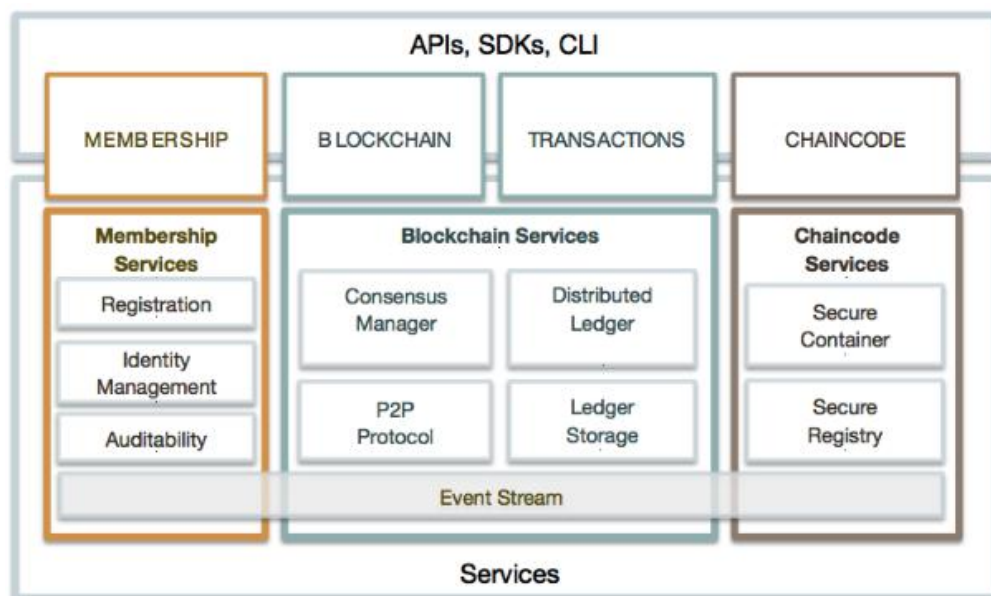 APIs, SDKs, CLI
MEMBERSHIP
BLOCKCHAIN
TRANSACTIONS
CHAINCODE
Membership
Services
Registration
Identity
Management
Auditability
Blockchain Services
Consensus
Manager
Distributed
Ledger
P2P
Protocol
Ledger
Storage
Chaincode
Services
Secure
Container
Secure
Registry
Event Stream
Services